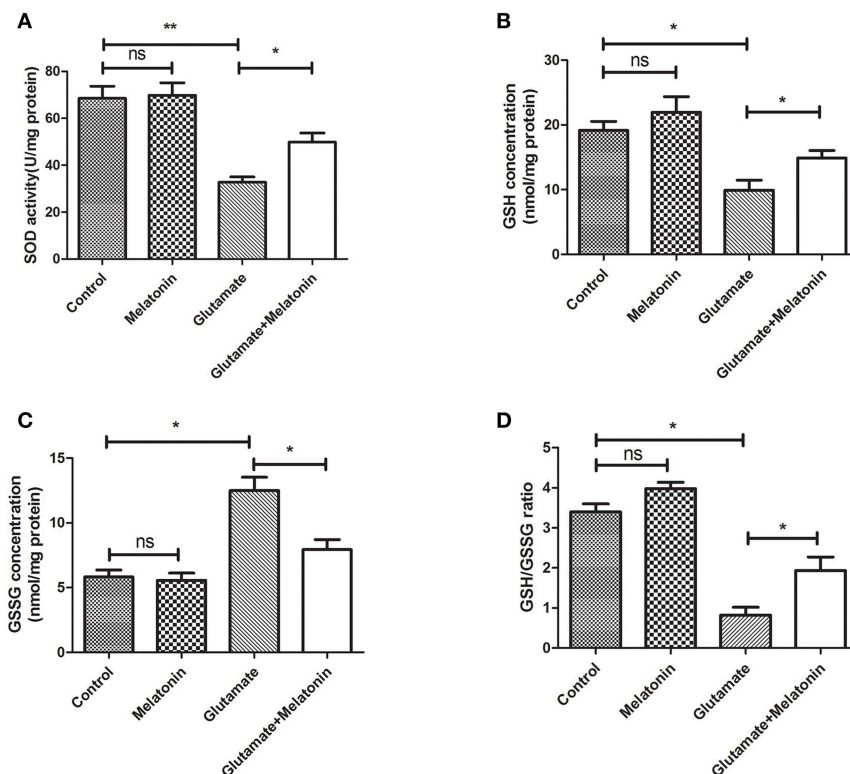 A
**
ns
*
SOD activity(U/mg protein)
80
60
40
20
0
Control
Melatonin
Glutamate
Glutamate+Melatonin
B
*
ns
*
GSH concentration
(nmol/mg protein)
30
20
10
0
Control
Melatonin
Glutamate
Glutamate+Melatonin
C
*
*
ns
GSSG concentration
(nmol/mg protein)
15
10
5
0
Control
Melatonin
Glutamate
Glutamate+Melatonin
D
*
ns
*
GSH/GSSG ratio
5
4
3
2
1
0
Control
Melatonin
Glutamate
Glutamate+Melatonin